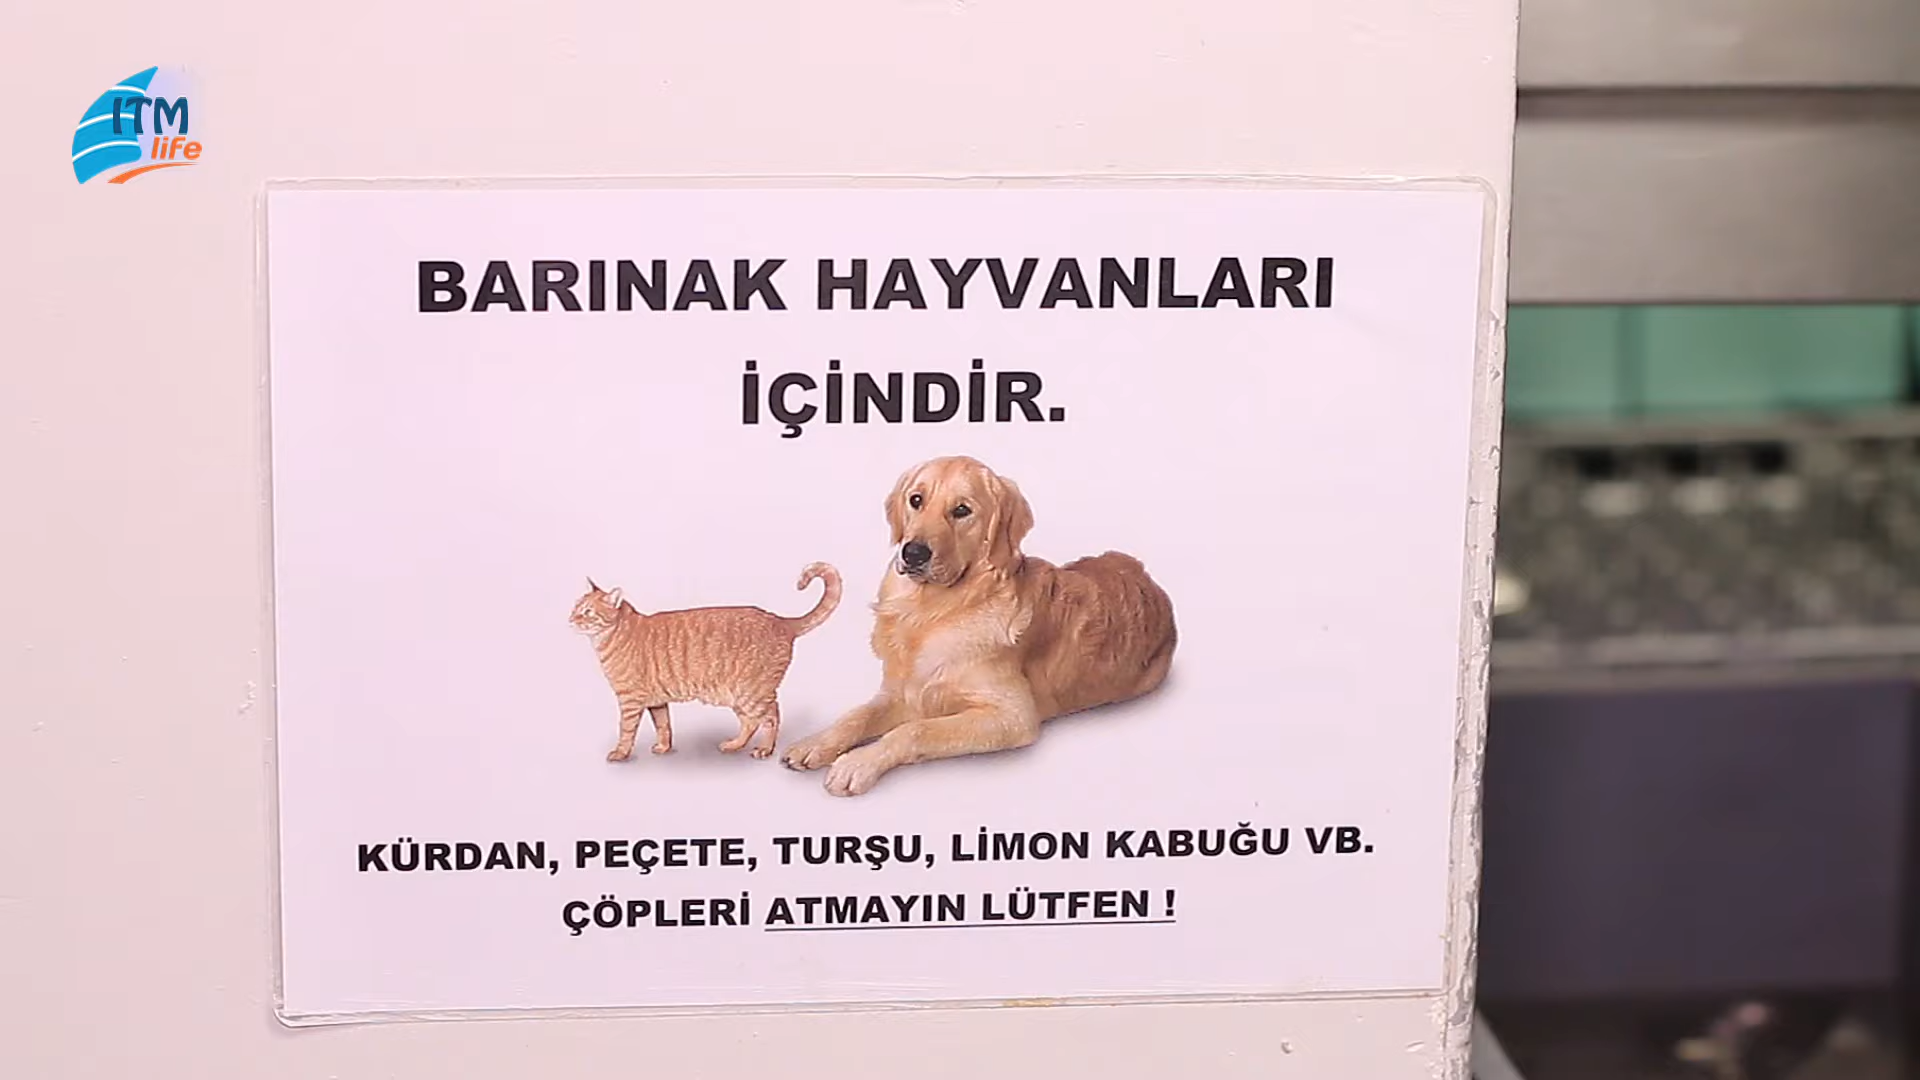 ITM
life
BARINAK HAYVANLARI
İÇİNDİR.
KÜRDAN, PEÇETE, TURŞU, LİMON KABUĞU VB.
ÇÖPLERİ ATMAYIN LÜTFEN !